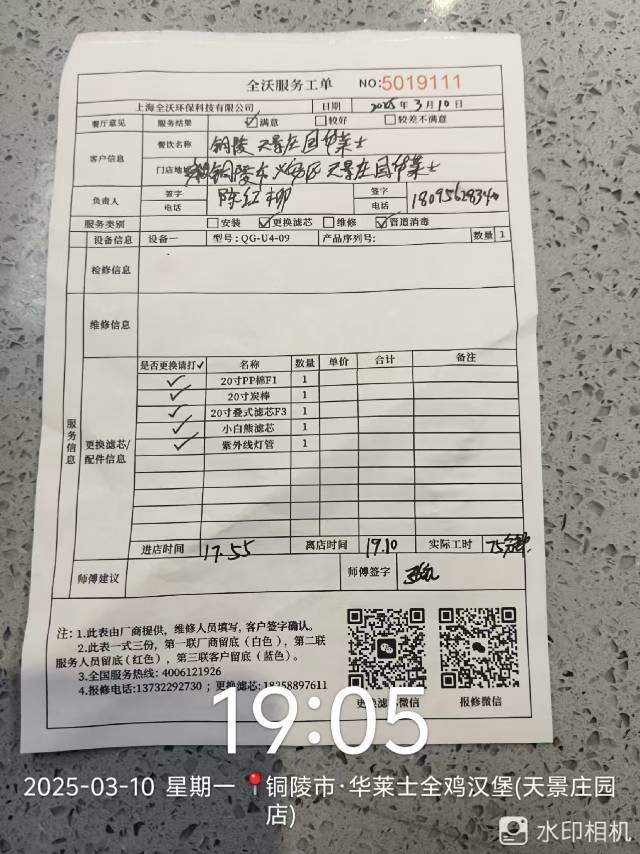 全沃服务工单 NO:5019111
上海全沃环保科技有限公司 日期 2025年3月10日
餐厅意见 服务结果 ☑满意 □较好 □较差不满意
客户信息 餐饮名称 铜陵天景庄园华莱士
门店地址 铜陵市义安区天景庄园华莱士
负责人 签字 陈红柳 签字
电话 电话
服务类别 □安装 ☑更换滤芯 □维修 ☑管道消毒
设备信息 设备一 型号:QG-U4-09 产品序列号: 数量 1
检修信息
维修信息
服务信息
更换滤芯/配件信息
是否更换请打✓ 名称 数量 单价 合计 备注
✓ 20寸PP棉F1 1
✓ 20寸炭棒 1
✓ 20寸叠式滤芯F3 1
✓ 小白熊滤芯 1
✓ 紫外线灯管 1
进店时间 17.55 离店时间 19.10 实际工时 75分钟
师傅建议 师傅签字
注:1.此表由厂商提供,维修人员填写,客户签字确认。
2.此表一式三份,第一联厂商留底(白色),第二联
服务人员留底(红色),第三联客户留底(蓝色)。
3.全国服务热线:4006121926
4.报修电话:13732292730;更换滤芯:18258897611
更换滤芯微信 报修微信
19:05
2025-03-10 星期一 铜陵市·华莱士全鸡汉堡(天景庄园
店)
水印相机